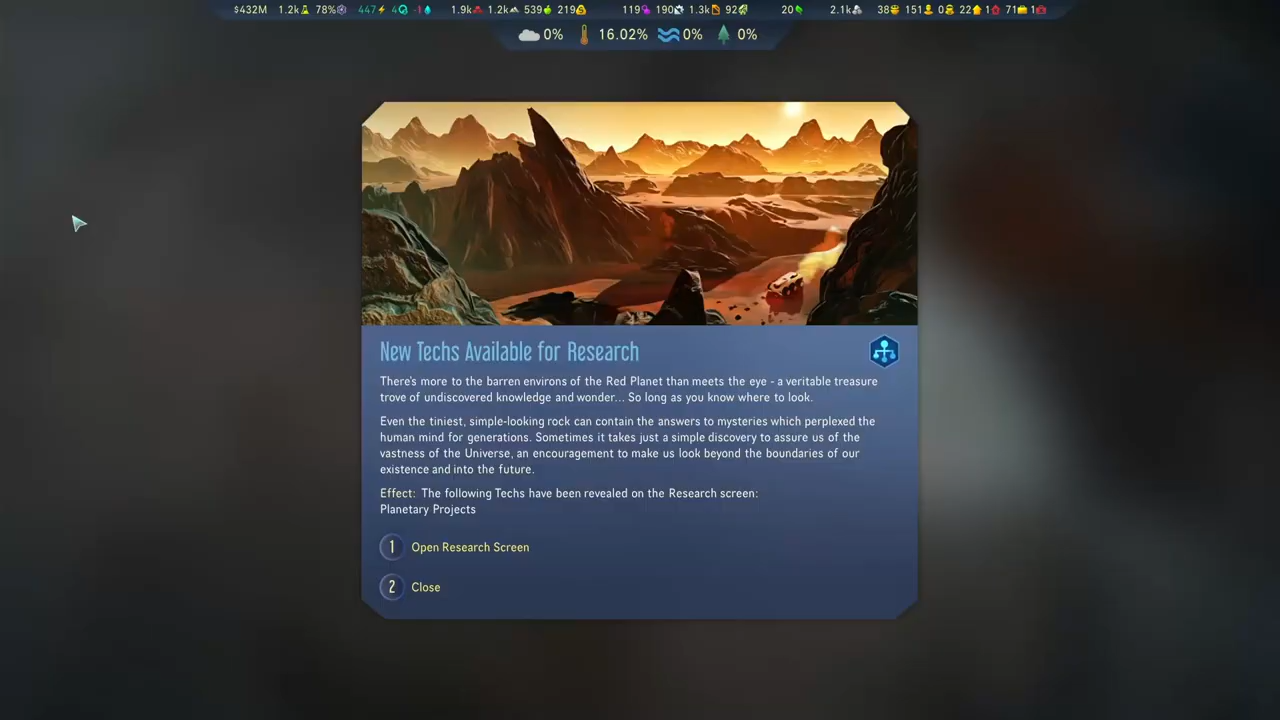 $432M 1.2k 78% 447 4 -1 1.9k 1.2k 539 219 119 190 1.3k 92 20 2.1k 38 151 0 22 1 71 1
0% 16.02% 0% 0%
New Techs Available for Research
There's more to the barren environs of the Red Planet than meets the eye - a veritable treasure
trove of undiscovered knowledge and wonder... So long as you know where to look.
Even the tiniest, simple-looking rock can contain the answers to mysteries which perplexed the
human mind for generations. Sometimes it takes just a simple discovery to assure us of the
vastness of the Universe, an encouragement to make us look beyond the boundaries of our
existence and into the future.
Effect: The following Techs have been revealed on the Research screen:
Planetary Projects
1 Open Research Screen
2 Close